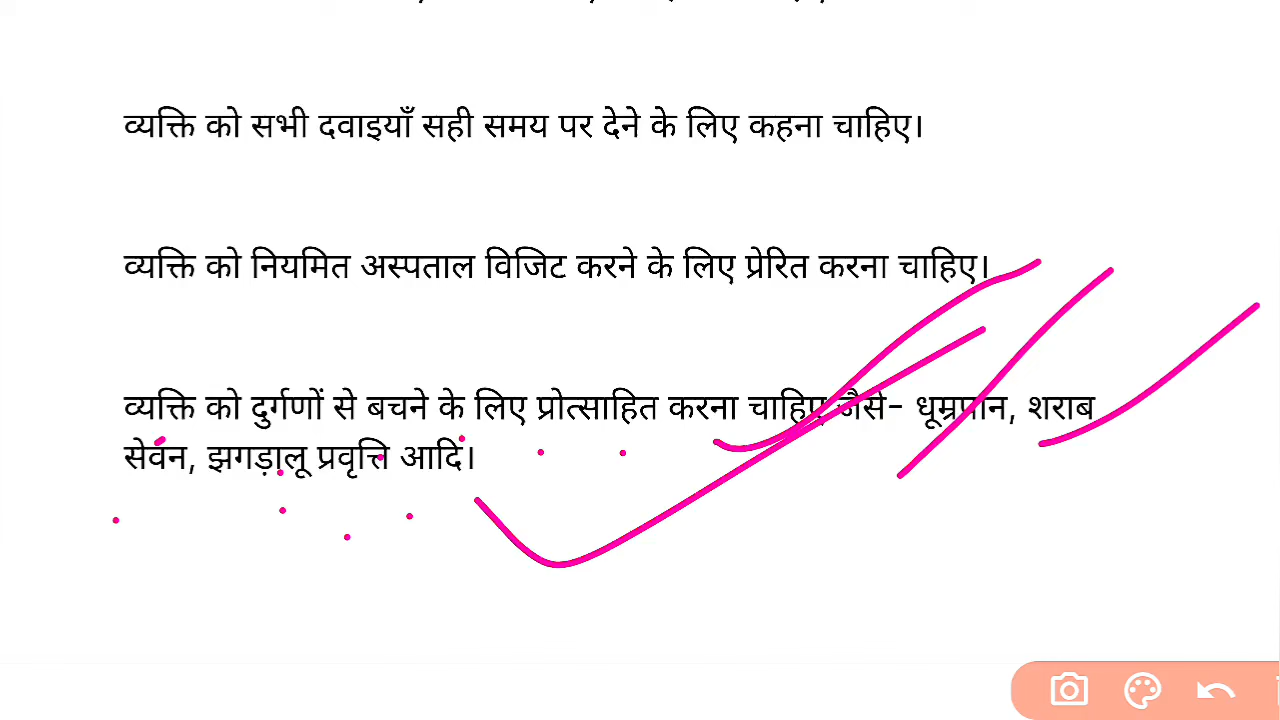 व्यक्ति को सभी दवाइयाँ सही समय पर देने के लिए कहना चाहिए।
व्यक्ति को नियमित अस्पताल विजिट करने के लिए प्रेरित करना चाहिए।
व्यक्ति को दुर्गणों से बचने के लिए प्रोत्साहित करना चाहिए जैसे- धूम्रपान, शराब
सेवन, झगड़ालू प्रवृत्ति आदि।